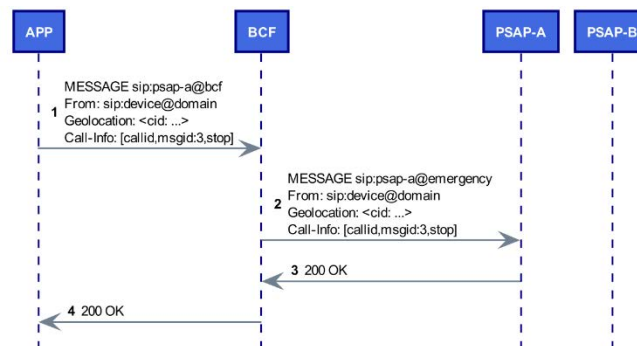 APP BCF PSAP-A PSAP-B
MESSAGE sip:psap-a@bcf
From: sip:device@domain
1
Geolocation: <cid: ...>
Call-Info: [callid,msgid:3,stop]
MESSAGE sip:psap-a@emergency
From: sip:device@domain
2
Geolocation: <cid: ...>
Call-Info: [callid,msgid:3,stop]
3 200 OK
4 200 OK